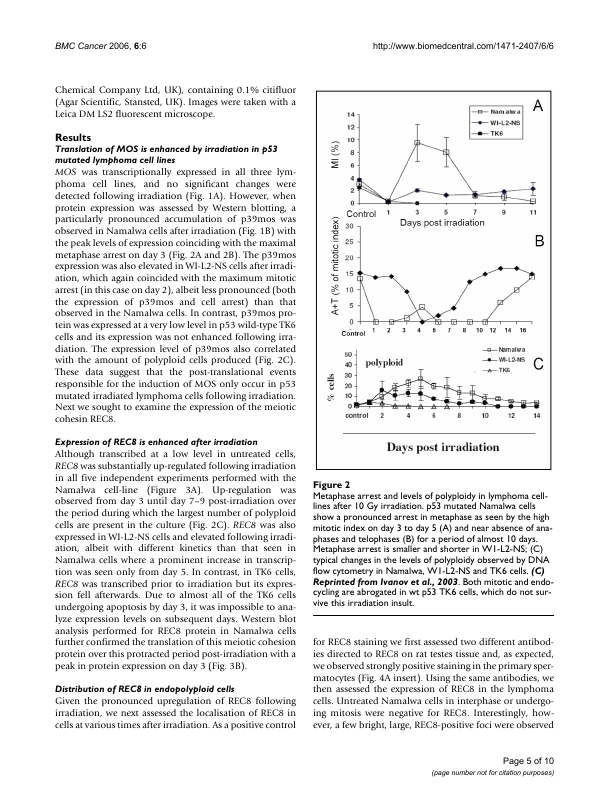 BMC Cancer 2006, 6:6
http://www.biomedcentral.com/1471-2407/6/6
Chemical Company Ltd, UK), containing 0.1% citifluor
(Agar Scientific, Stansted, UK). Images were taken with a
Leica DM LS2 fluorescent microscope.
Results
Translation of MOS is enhanced by irradiation in p53
mutated lymphoma cell lines
MOS was transcriptionally expressed in all three lym-
phoma cell lines, and no significant changes were
detected following irradiation (Fig. 1A). However, when
protein expression was assessed by Western blotting, a
particularly pronounced accumulation of p39mos was
observed in Namalwa cells after irradiation (Fig. 1B) with
the peak levels of expression coinciding with the maximal
metaphase arrest on day 3 (Fig. 2A and 2B). The p39mos
expression was also elevated in WI-L2-NS cells after irradi-
ation, which again coincided with the maximum mitotic
arrest (in this case on day 2), albeit less pronounced (both
the expression of p39mos and cell arrest) than that
observed in the Namalwa cells. In contrast, p39mos pro-
tein was expressed at a very low level in p53 wild-type TK6
cells and its expression was not enhanced following irra-
diation. The expression level of p39mos also correlated
with the amount of polyploid cells produced (Fig. 2C).
These data suggest that the post-translational events
responsible for the induction of MOS only occur in p53
mutated irradiated lymphoma cells following irradiation.
Next we sought to examine the expression of the meiotic
cohesin REC8.
Expression of REC8 is enhanced after irradiation
Although transcribed at a low level in untreated cells,
REC8 was substantially up-regulated following irradiation
in all five independent experiments performed with the
Namalwa cell-line (Figure 3A). Up-regulation was
observed from day 3 until day 7–9 post-irradiation over
the period during which the largest number of polyploid
cells are present in the culture (Fig. 2C). REC8 was also
expressed in WI-L2-NS cells and elevated following irradi-
ation, albeit with different kinetics than that seen in
Namalwa cells where a prominent increase in transcrip-
tion was seen only from day 5. In contrast, in TK6 cells,
REC8 was transcribed prior to irradiation but its expres-
sion fell afterwards. Due to almost all of the TK6 cells
undergoing apoptosis by day 3, it was impossible to ana-
lyze expression levels on subsequent days. Western blot
analysis performed for REC8 protein in Namalwa cells
further confirmed the translation of this meiotic cohesion
protein over this protracted period post-irradiation with a
peak in protein expression on day 3 (Fig. 3B).
Distribution of REC8 in endopolyploid cells
Given the pronounced upregulation of REC8 following
irradiation, we next assessed the localisation of REC8 in
cells at various times after irradiation. As a positive control
A
Namalwa
WI-L2-NS
TK6
MI (%)
14
12
10
8
6
4
2
0
Control 1 3 5 7 9 11
Days post irradiation
B
A+T (% of mitotic index)
30
25
20
15
10
5
0
Control 1 2 3 4 5 6 7 8 10 12 14 16
C
Namalwa
WI-L2-NS
TK6
polyploid
% cells
50
40
30
20
10
0
control 2 4 6 8 10 12 14
Days post irradiation
Figure 2
Metaphase arrest and levels of polyploidy in lymphoma cell-
lines after 10 Gy irradiation. p53 mutated Namalwa cells
show a pronounced arrest in metaphase as seen by the high
mitotic index on day 3 to day 5 (A) and near absence of ana-
phases and telophases (B) for a period of almost 10 days.
Metaphase arrest is smaller and shorter in W1-L2-NS; (C)
typical changes in the levels of polyploidy observed by DNA
flow cytometry in Namalwa, W1-L2-NS and TK6 cells. (C)
Reprinted from Ivanov et al., 2003. Both mitotic and endo-
cycling are abrogated in wt p53 TK6 cells, which do not sur-
vive this irradiation insult.
for REC8 staining we first assessed two different antibod-
ies directed to REC8 on rat testes tissue and, as expected,
we observed strongly positive staining in the primary sper-
matocytes (Fig. 4A insert). Using the same antibodies, we
then assessed the expression of REC8 in the lymphoma
cells. Untreated Namalwa cells in interphase or undergo-
ing mitosis were negative for REC8. Interestingly, how-
ever, a few bright, large, REC8-positive foci were observed
Page 5 of 10
(page number not for citation purposes)